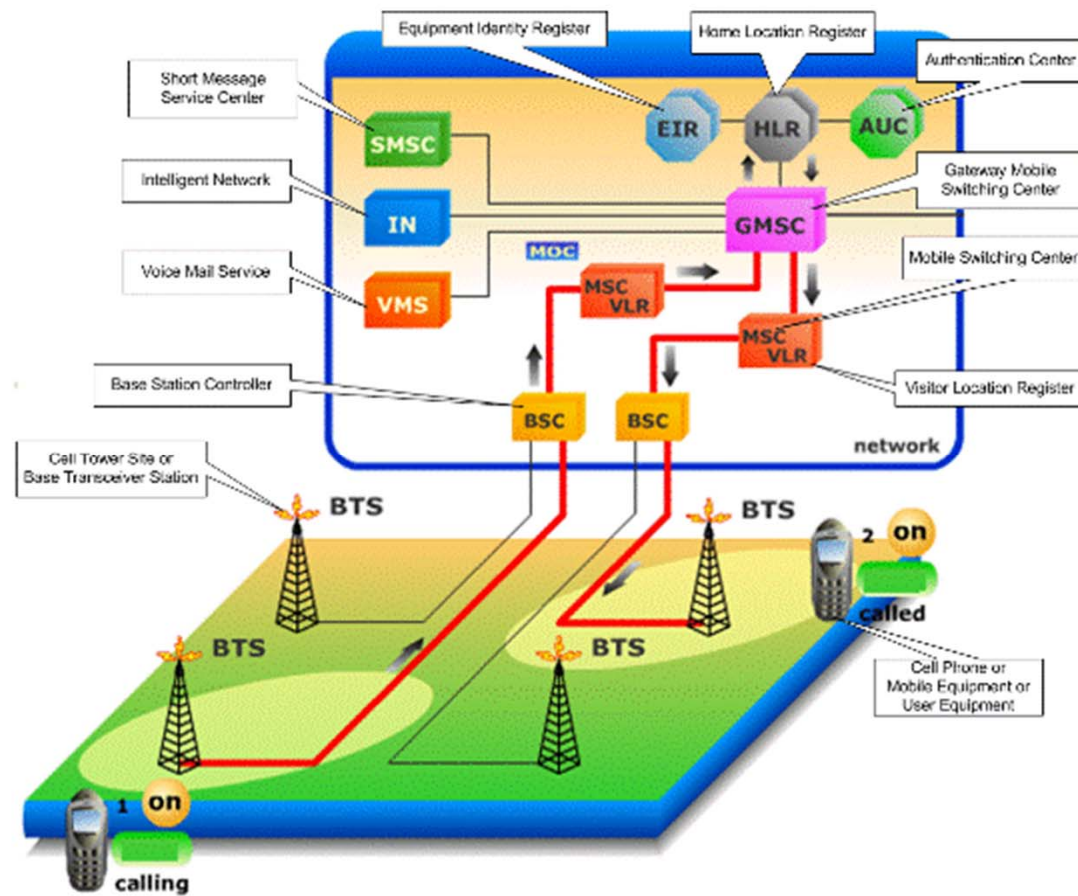 Equipment Identity Register
Home Location Register
Authentication Center
Short Message
Service Center
EIR
HLR
AUC
SMSC
Intelligent Network
Gateway Mobile
Switching Center
IN
GMSC
MOC
Mobile Switching Center
Voice Mail Service
VMS
MSC
VLR
MSC
VLR
Base Station Controller
Visitor Location Register
BSC
BSC
network
Cell Tower Site or
Base Transceiver Station
BTS
BTS
2
on
called
BTS
BTS
Cell Phone or
Mobile Equipment or
User Equipment
1
on
calling